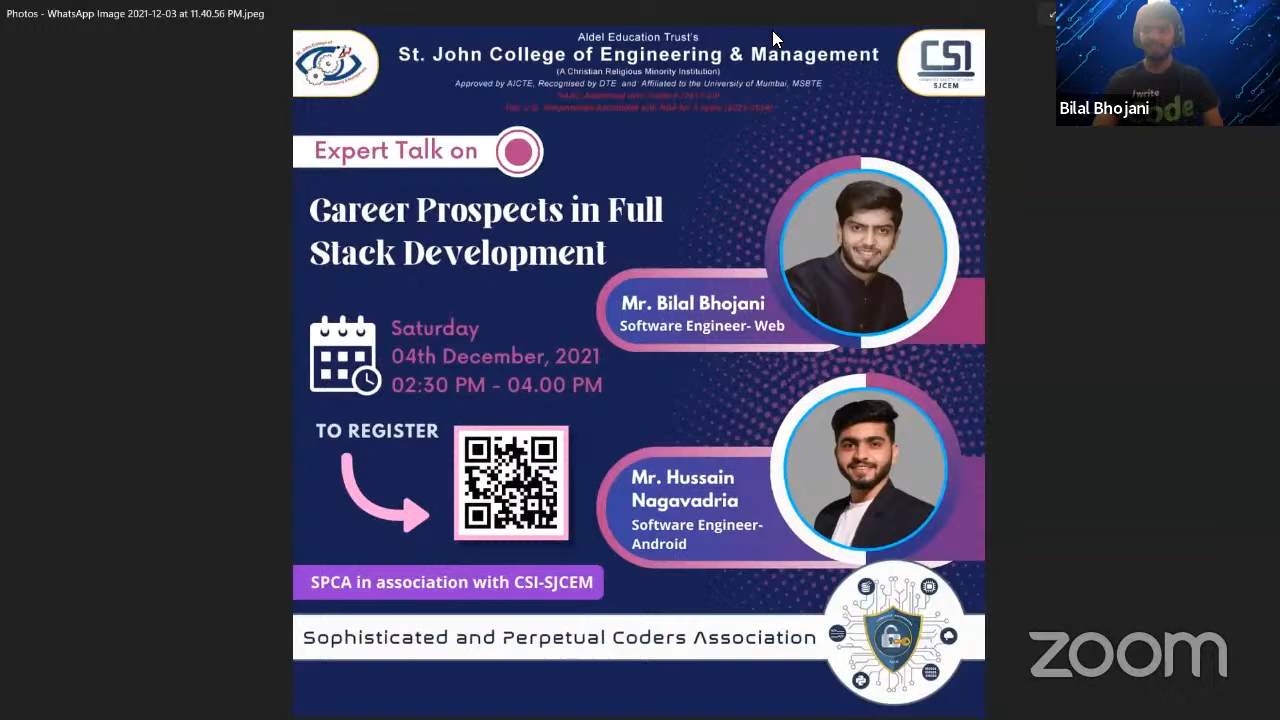 Photos - WhatsApp Image 2021-12-03 at 11.40.56 PM.jpeg
Aldel Education Trust's
St. John College of Engineering & Management
(A Christian Religious Minority Institution)
Approved by AICTE, Recognised by DTE and Affiliated to the University of Mumbai, MSBTE
CSI
SJCEM
Bilal Bhojani
/write
Expert Talk on
Career Prospects in Full
Stack Development
Mr. Bilal Bhojani
Software Engineer- Web
Saturday
04th December, 2021
02:30 PM - 04.00 PM
TO REGISTER
Mr. Hussain
Nagavadria
Software Engineer-
Android
SPCA in association with CSI-SJCEM
Sophisticated and Perpetual Coders Association
zoom